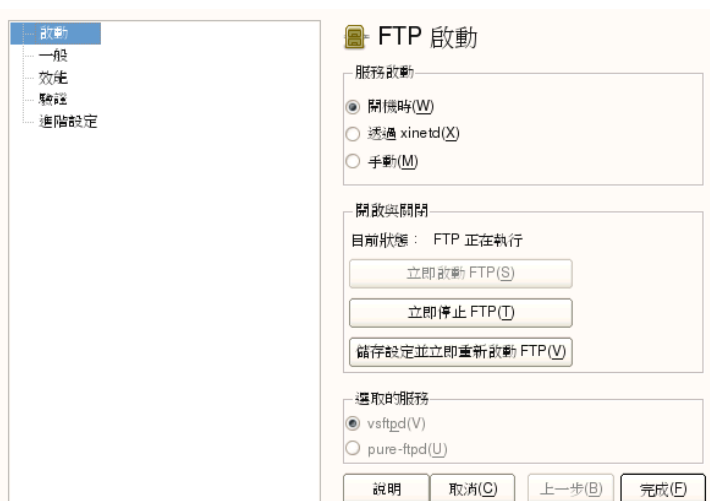 啟動
一般
效能
驗證
進階設定
FTP 啟動
服務啟動
開機時(W)
透過 xinetd(X)
手動(M)
開啟與關閉
目前狀態： FTP 正在執行
立即啟動 FTP(S)
立即停止 FTP(T)
儲存設定並立即重新啟動 FTP(V)
選取的服務
vsftpd(V)
pure-ftpd(U)
說明 取消(C) 上一步(B) 完成(F)